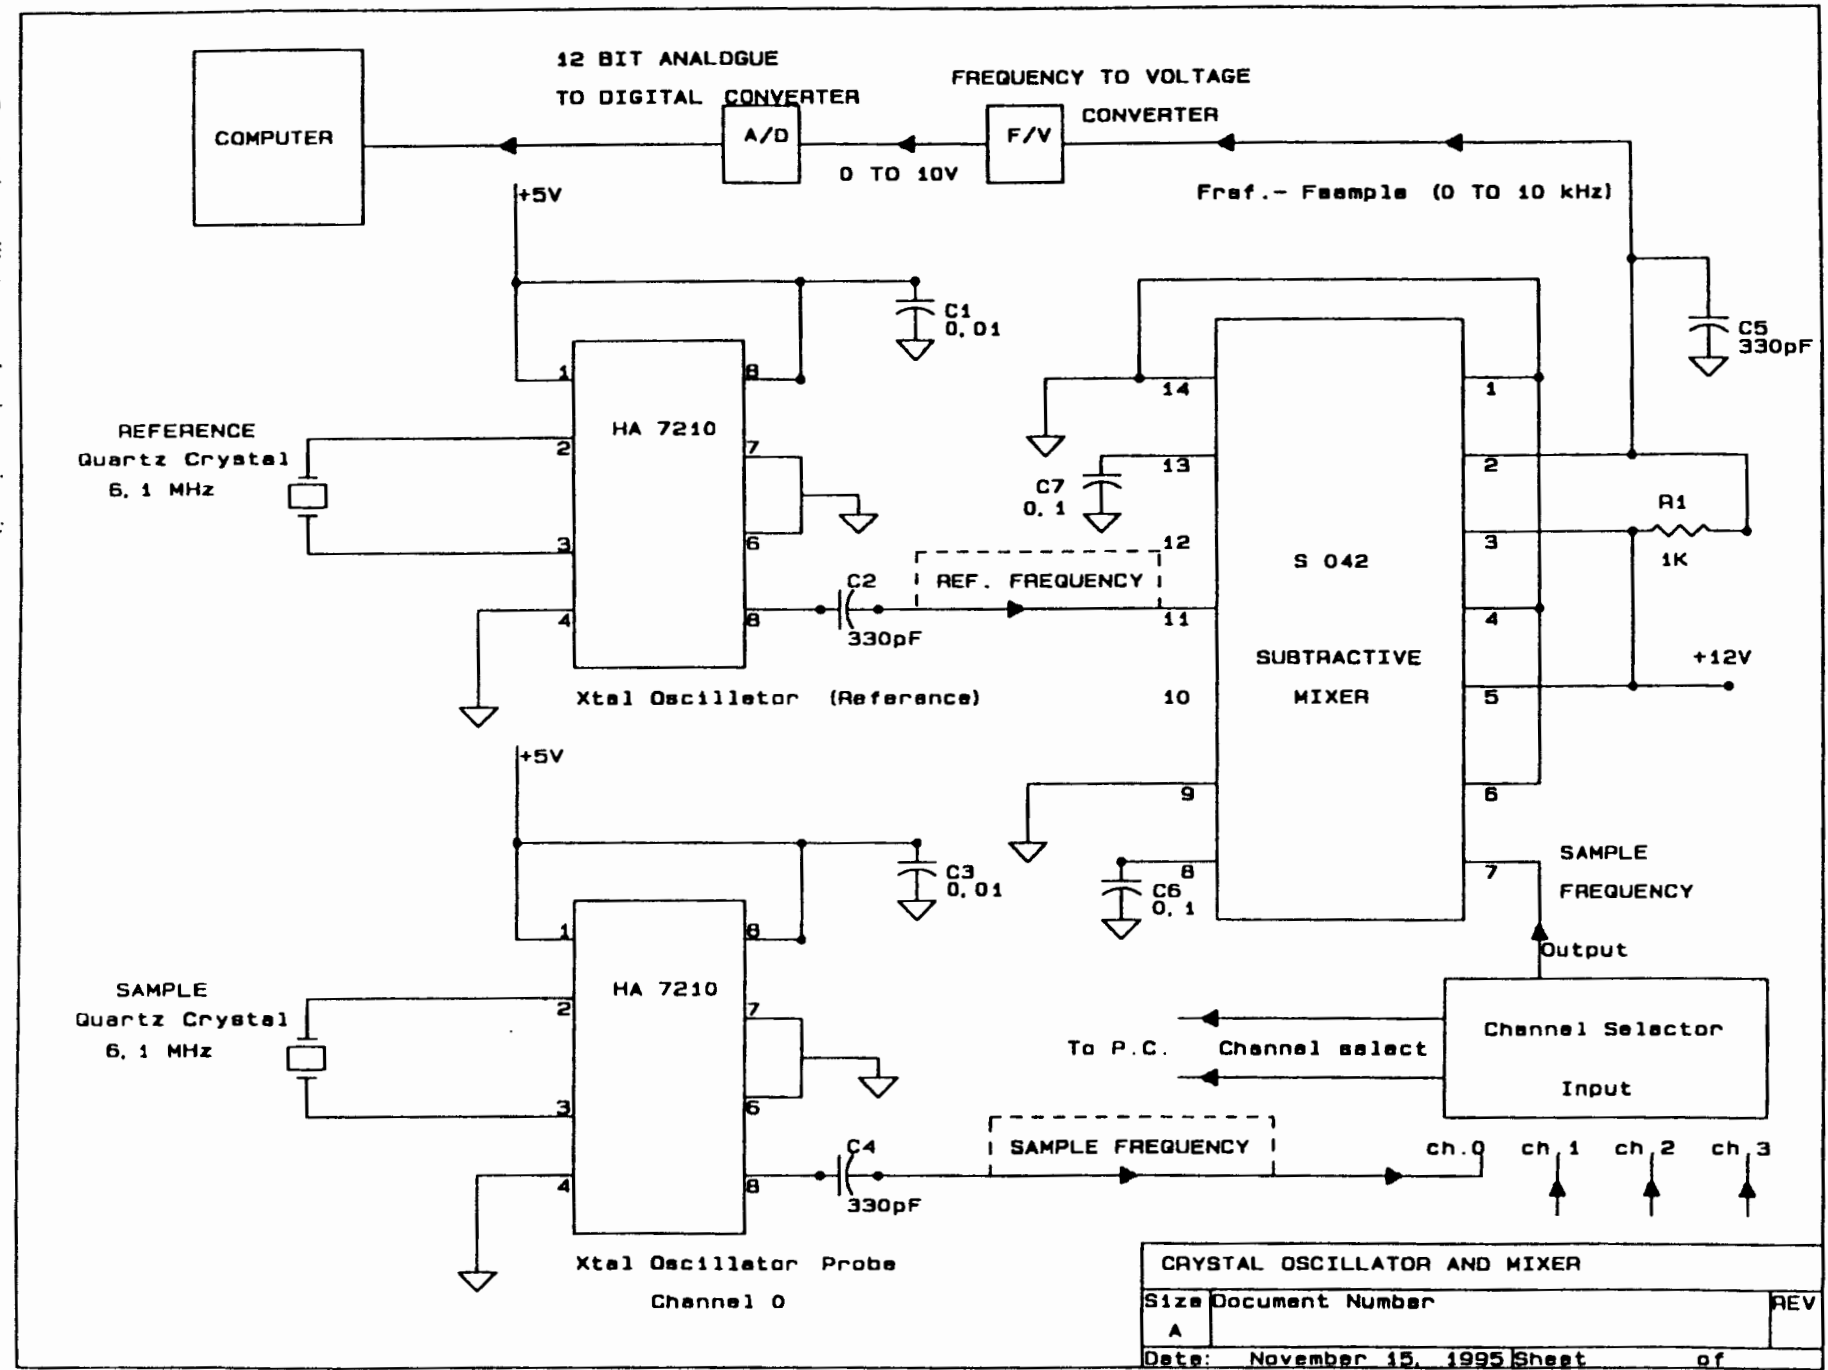 12 BIT ANALOGUE
TO DIGITAL CONVERTER
FREQUENCY TO VOLTAGE
CONVERTER
COMPUTER
A/D
F/V
0 TO 10V
Fref.- Fsample (0 TO 10 kHz)
+5V
C1
0,01
C5
330pF
1
8
HA 7210
2
7
3
6
4
8
REFERENCE
Quartz Crystal
6, 1 MHz
C2
330pF
REF. FREQUENCY
Xtal Oscillator (Reference)
14
13
12
11
10
9
8
C7
0, 1
C6
0, 1
S 042
SUBTRACTIVE
MIXER
1
2
3
4
5
6
7
R1
1K
+12V
SAMPLE
FREQUENCY
Output
+5V
C3
0,01
1
8
HA 7210
2
7
3
6
4
8
SAMPLE
Quartz Crystal
6, 1 MHz
C4
330pF
SAMPLE FREQUENCY
Xtal Oscillator Probe
Channel 0
To P.C. Channel select
Channel Selector
Input
ch.0 ch,1 ch,2 ch,3
CRYSTAL OSCILLATOR AND MIXER
Size Document Number REV
A
Date: November 15, 1995 Sheet of